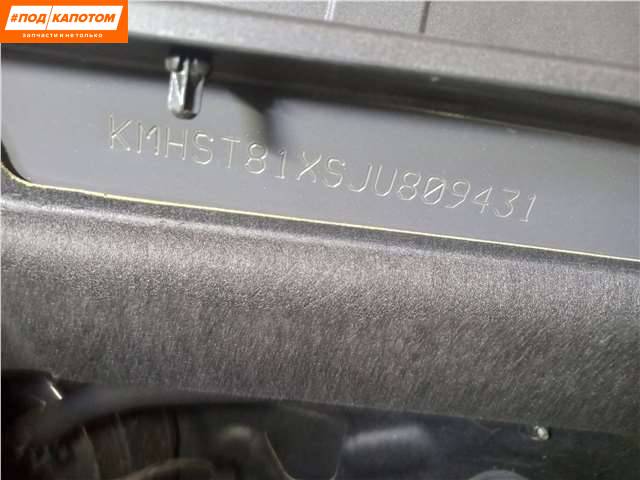 #ПОД КАПОТОМ
ЗАПЧАСТИ И НЕ ТОЛЬКО
KMHST81XSJU809431